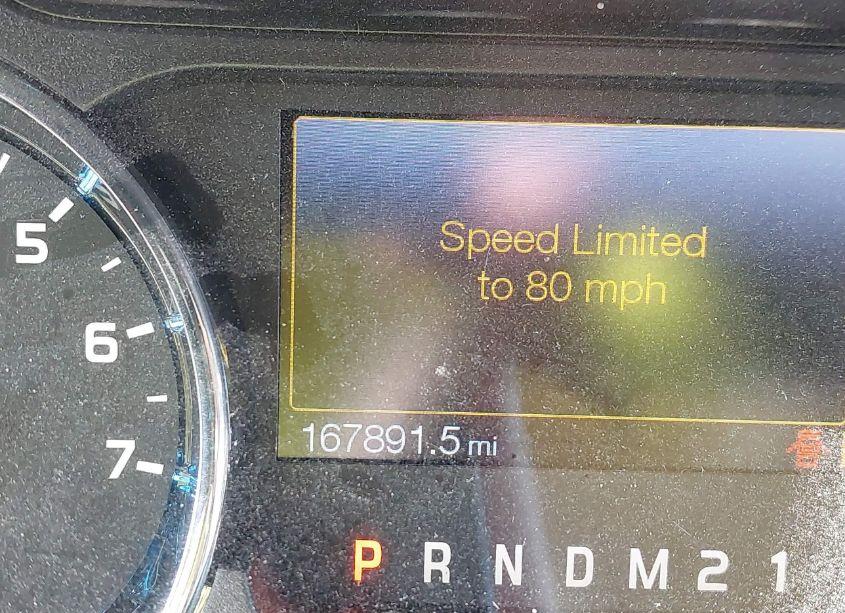 5
6
7
Speed Limited
to 80 mph
167891.5 mi
P R N D M 2 1